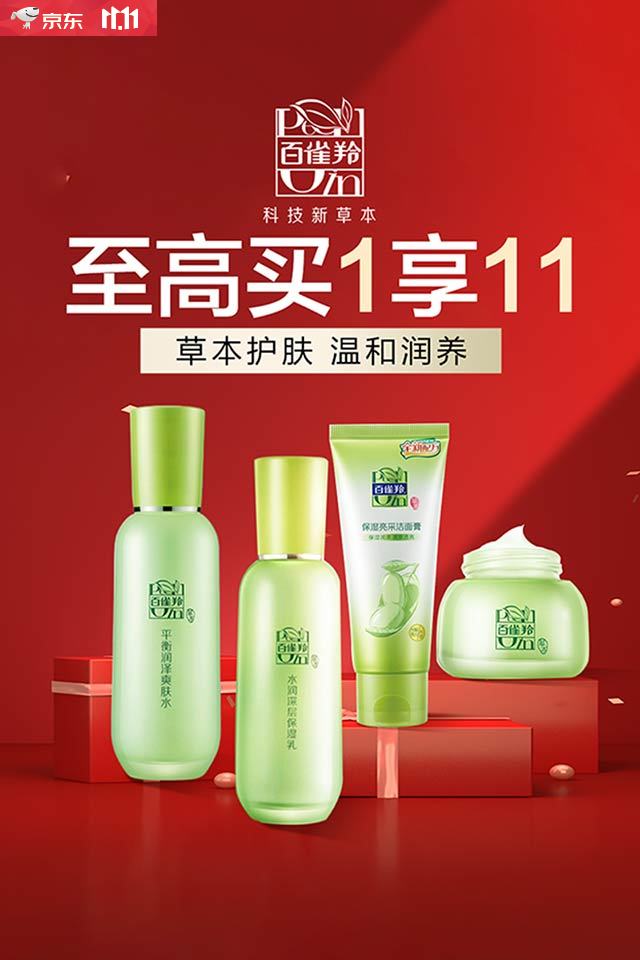 京东 11.11
百雀羚
科技新草本
至高买1享11
草本护肤 温和润养
百雀羚
平衡润泽爽肤水
百雀羚
水润深层保湿乳
百雀羚
保湿亮采洁面膏
百雀羚